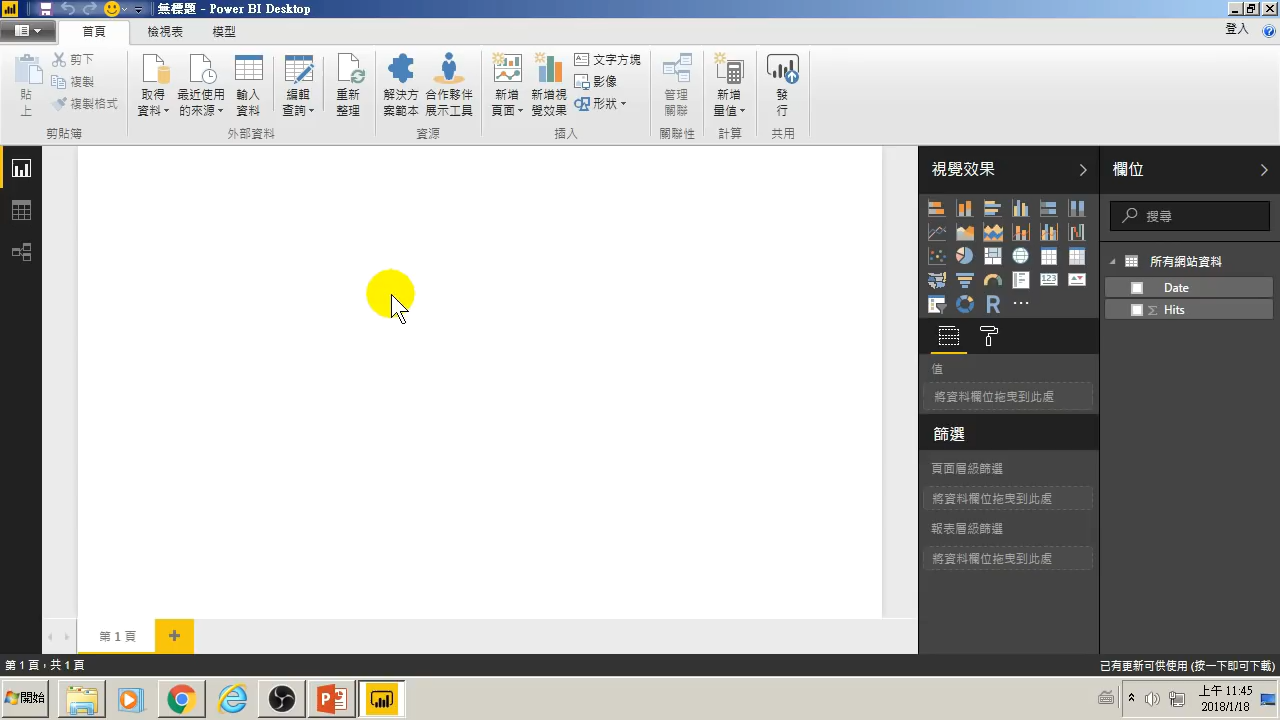 無標題 - Power BI Desktop
首頁 檢視表 模型 登入
貼上
剪下
複製
複製格式
剪貼簿
取得資料
最近使用的來源
輸入資料
編輯查詢
重新整理
外部資料
解決方案範本
合作夥伴展示工具
資源
新增頁面
新增視覺效果
文字方塊
影像
形狀
插入
管理關聯
關聯性
新增量值
計算
發行
共用
視覺效果
R
123
值
將資料欄位拖曳到此處
篩選
頁面層級篩選
將資料欄位拖曳到此處
報表層級篩選
將資料欄位拖曳到此處
欄位
搜尋
所有網站資料
Date
Σ Hits
第 1 頁
第 1 頁，共 1 頁
已有更新可供使用 (按一下即可下載)
開始
上午 11:45
2018/1/18